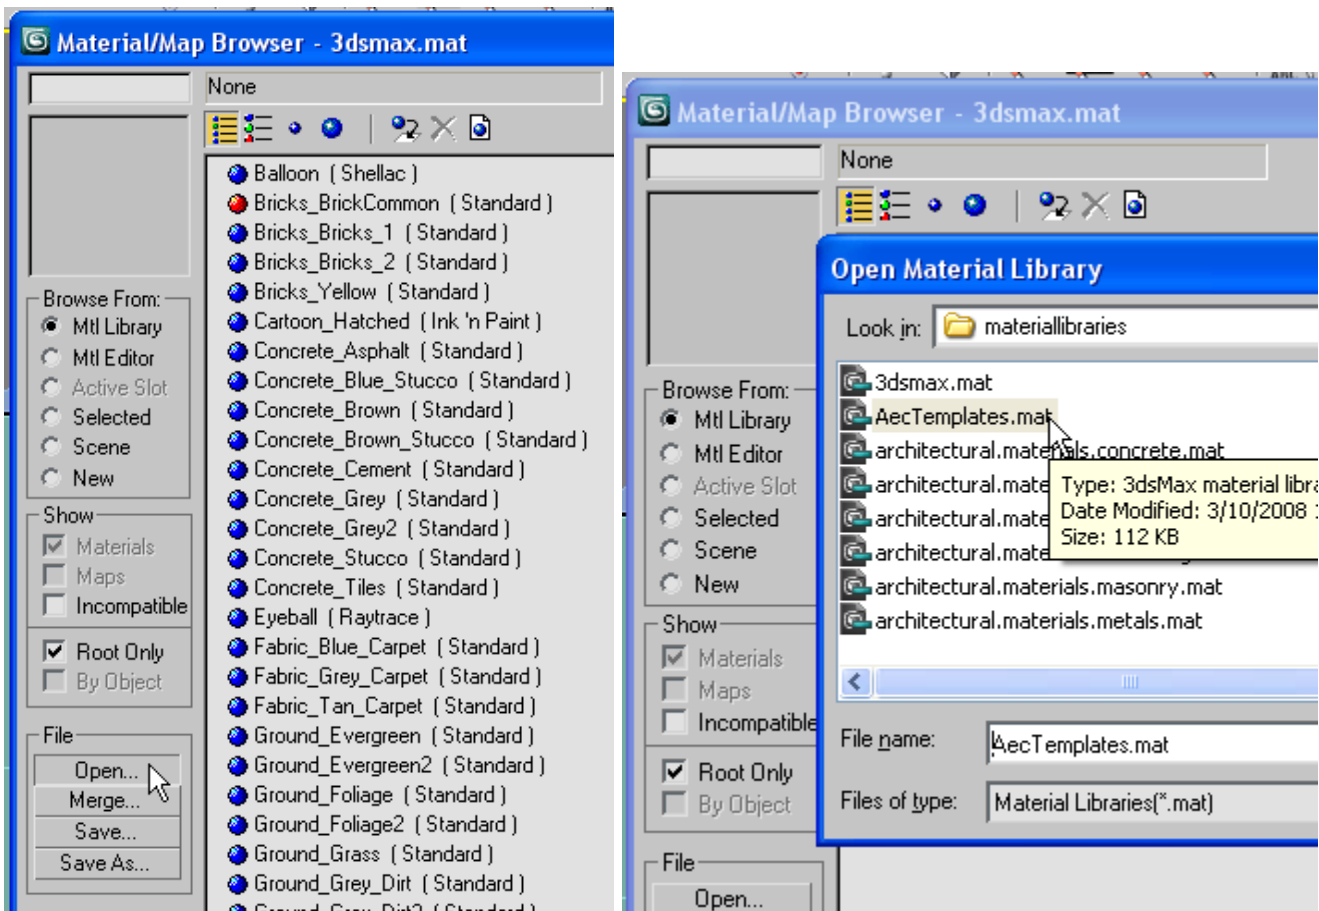 Material/Map Browser - 3dsmax.mat
None
Balloon ( Shellac )
Bricks_BrickCommon ( Standard )
Bricks_Bricks_1 ( Standard )
Bricks_Bricks_2 ( Standard )
Bricks_Yellow ( Standard )
Cartoon_Hatched ( Ink 'n Paint )
Concrete_Asphalt ( Standard )
Concrete_Blue_Stucco ( Standard )
Concrete_Brown ( Standard )
Concrete_Brown_Stucco ( Standard )
Concrete_Cement ( Standard )
Concrete_Grey ( Standard )
Concrete_Grey2 ( Standard )
Concrete_Stucco ( Standard )
Concrete_Tiles ( Standard )
Eyeball ( Raytrace )
Fabric_Blue_Carpet ( Standard )
Fabric_Grey_Carpet ( Standard )
Fabric_Tan_Carpet ( Standard )
Ground_Evergreen ( Standard )
Ground_Evergreen2 ( Standard )
Ground_Foliage ( Standard )
Ground_Foliage2 ( Standard )
Ground_Grass ( Standard )
Ground_Grey_Dirt ( Standard )
Browse From:
Mtl Library
Mtl Editor
Active Slot
Selected
Scene
New
Show
Materials
Maps
Incompatible
Root Only
By Object
File
Open...
Merge...
Save...
Save As...
Material/Map Browser - 3dsmax.mat
None
Browse From:
Mtl Library
Mtl Editor
Active Slot
Selected
Scene
New
Show
Materials
Maps
Incompatible
Root Only
By Object
File
Open...
Open Material Library
Look in: materiallibraries
3dsmax.mat
AecTemplates.mat
architectural.materials.concrete.mat
architectural.mate
architectural.mate
architectural.mate
architectural.materials.masonry.mat
architectural.materials.metals.mat
Type: 3dsMax material libra
Date Modified: 3/10/2008
Size: 112 KB
File name: AecTemplates.mat
Files of type: Material Libraries(*.mat)